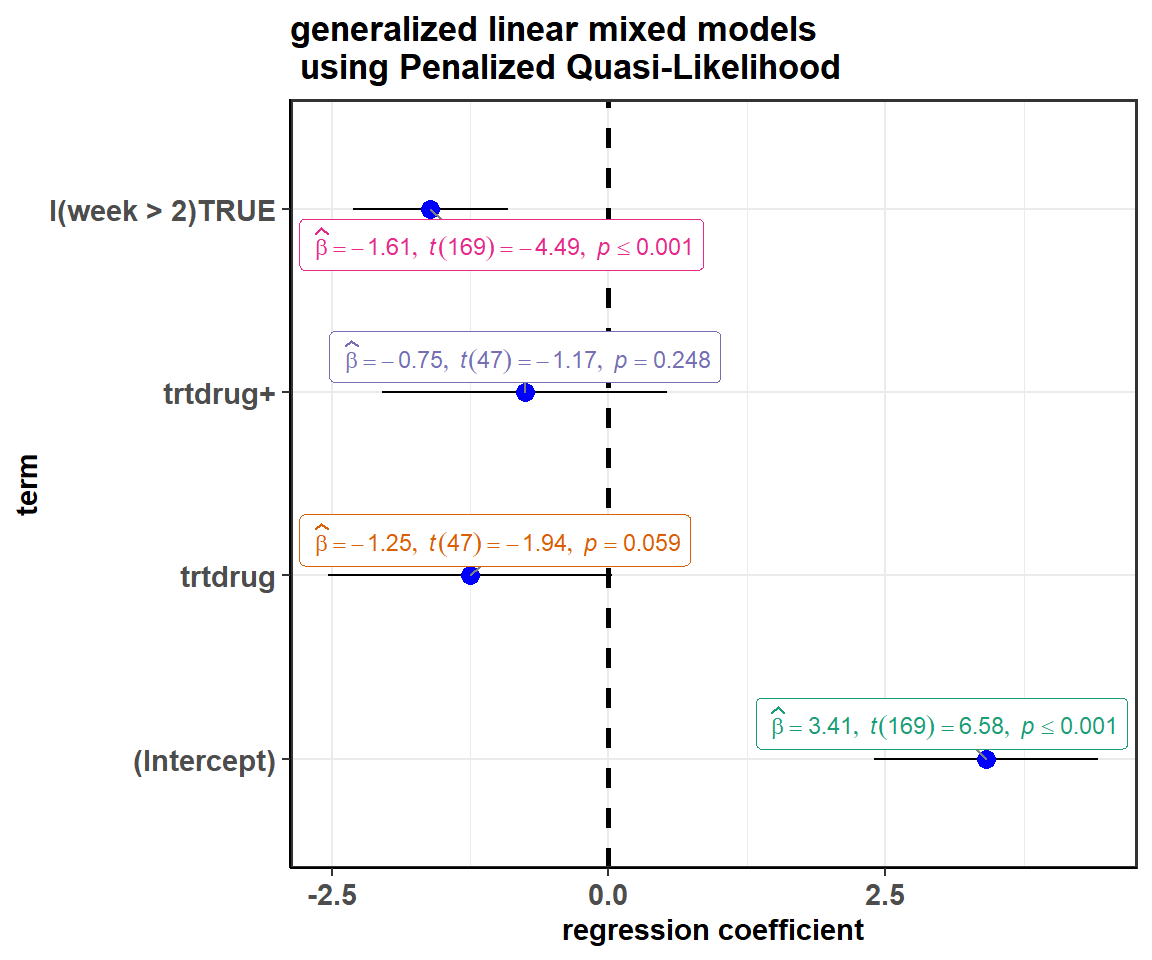 generalized linear mixed models
using Penalized Quasi-Likelihood
I(week > 2)TRUE
β̂ = −1.61, t(169) = −4.49, p ≤ 0.001
β̂ = −0.75, t(47) = −1.17, p = 0.248
trtdrug+
term
β̂ = −1.25, t(47) = −1.94, p = 0.059
trtdrug
β̂ = 3.41, t(169) = 6.58, p ≤ 0.001
(Intercept)
-2.5 0.0 2.5
regression coefficient